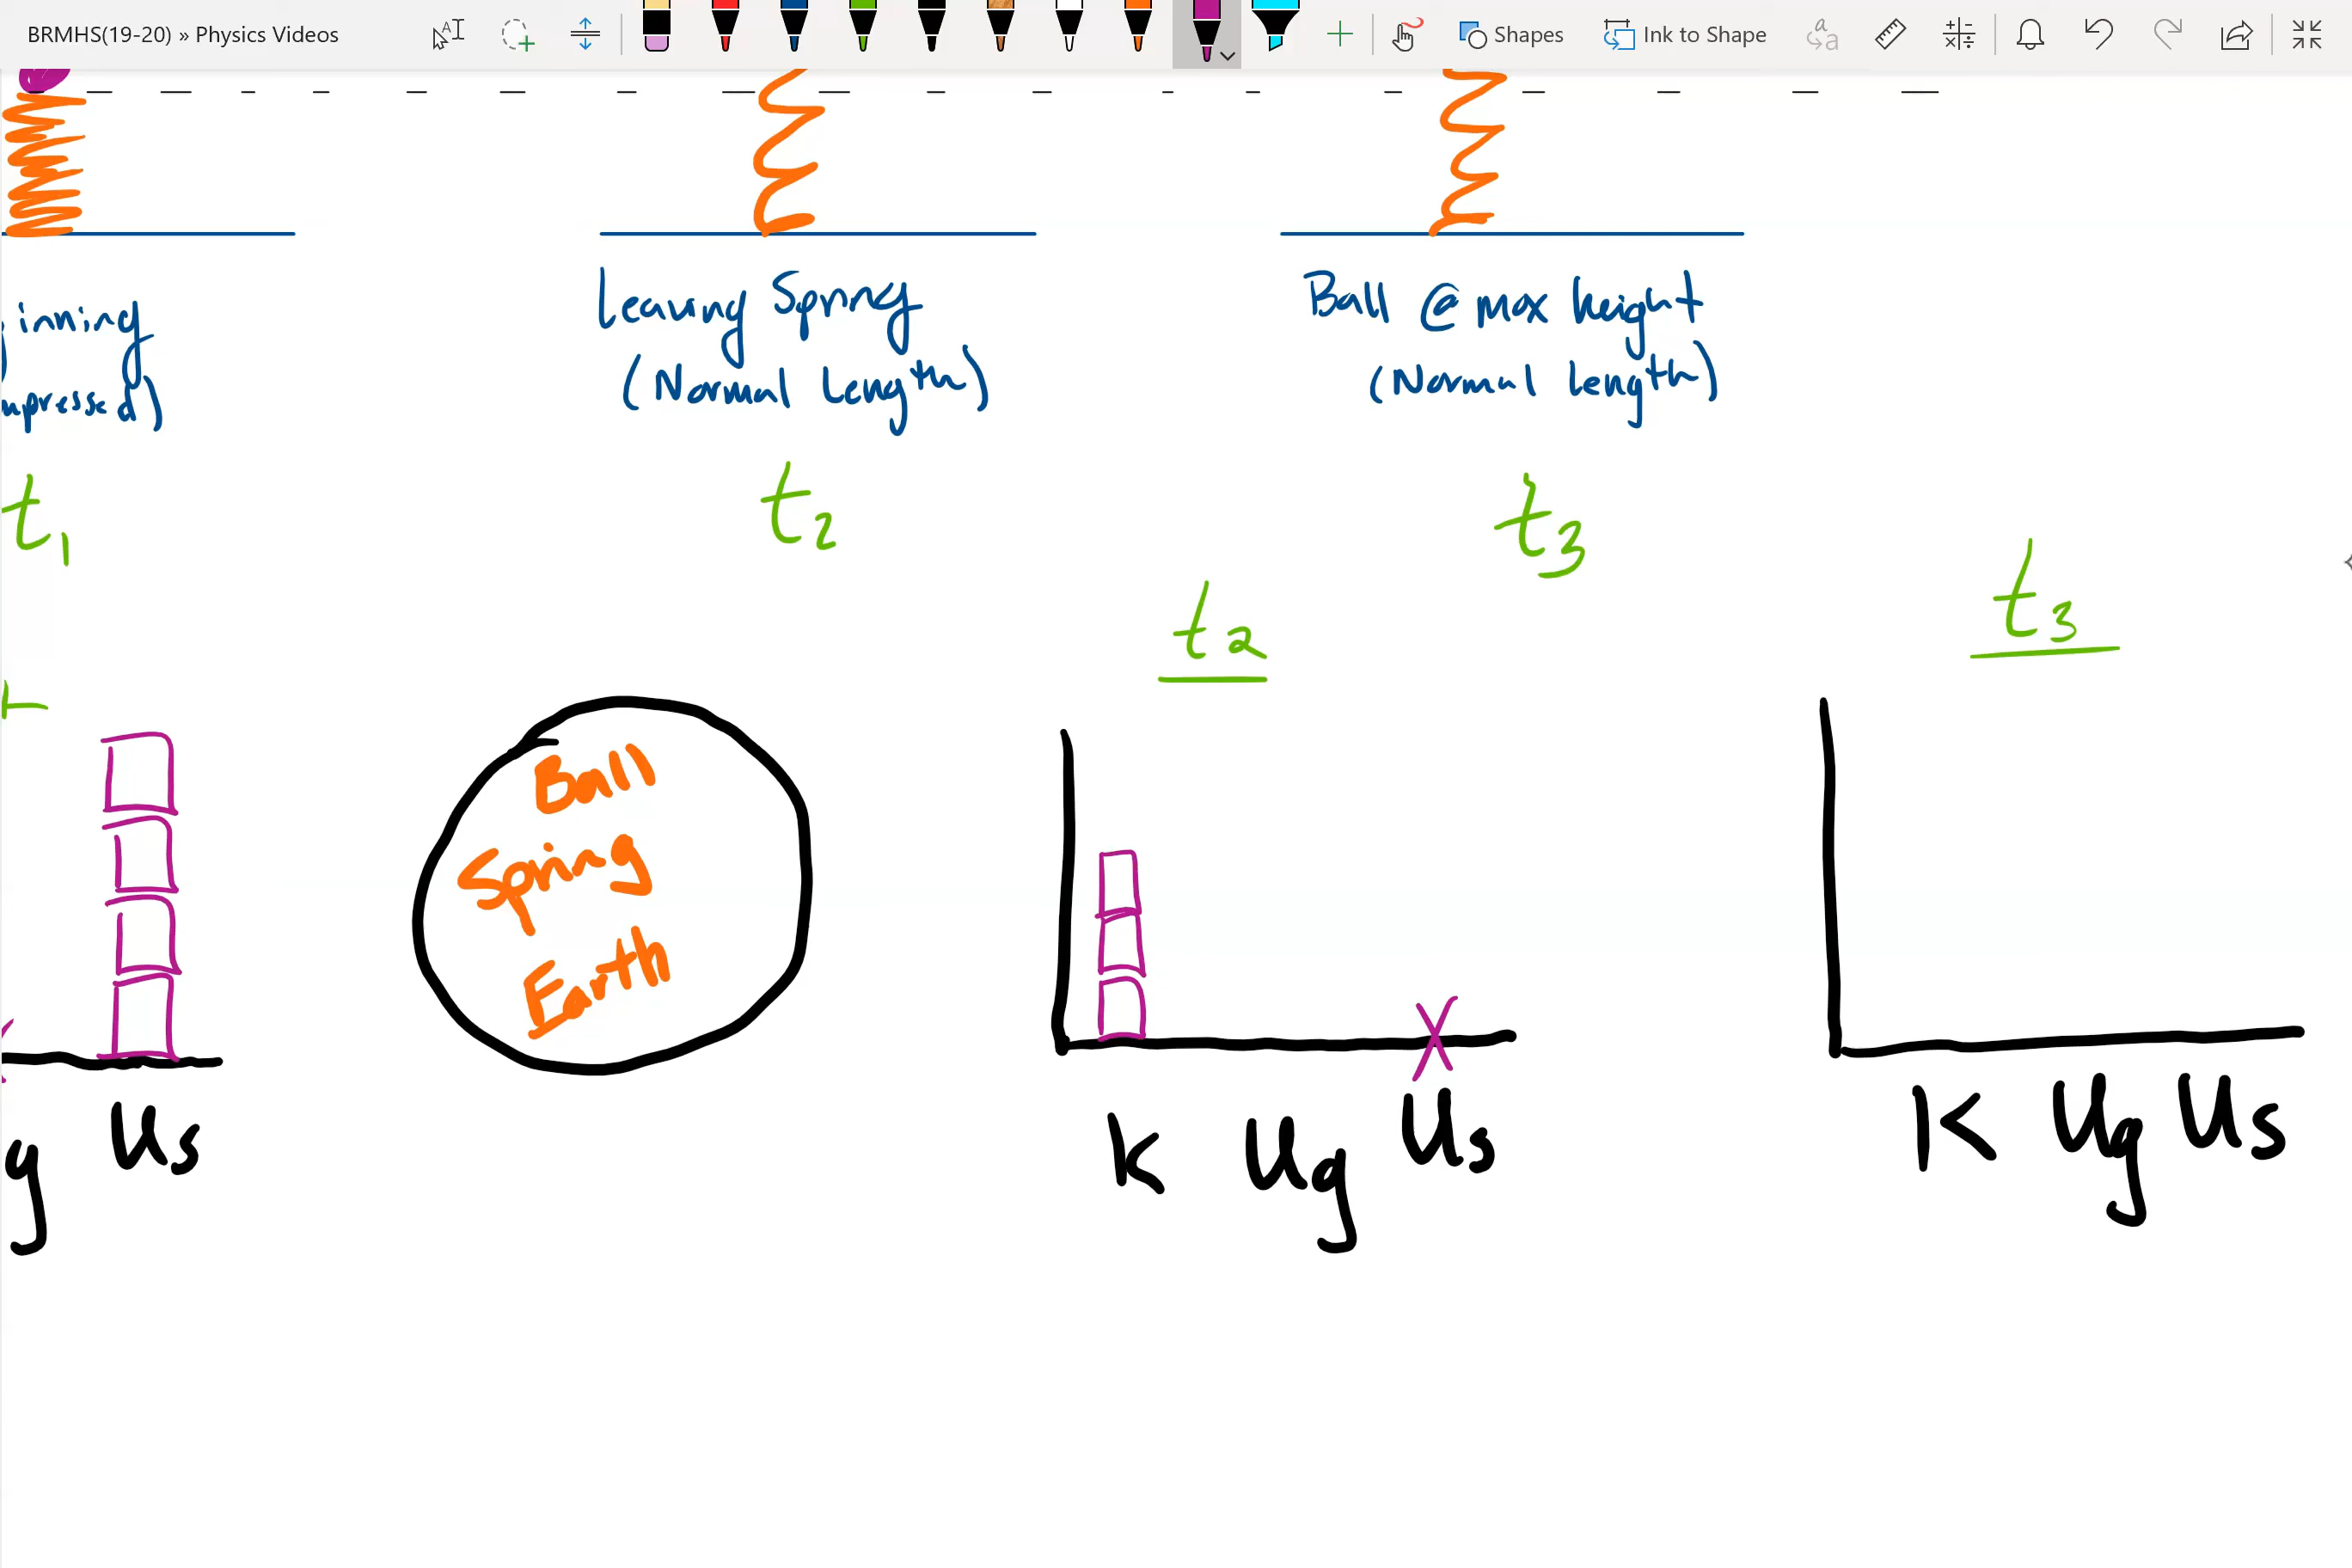 BRMHS(19-20) » Physics Videos
Shapes
Ink to Shape
inning
mpressed)
Leaving Spring
(Normal Length)
Ball @ max height
(Normal Length)
t1
t2
t3
t2
t3
Ball
Spring
Earth
g Us
K Ug Us
K Ug Us